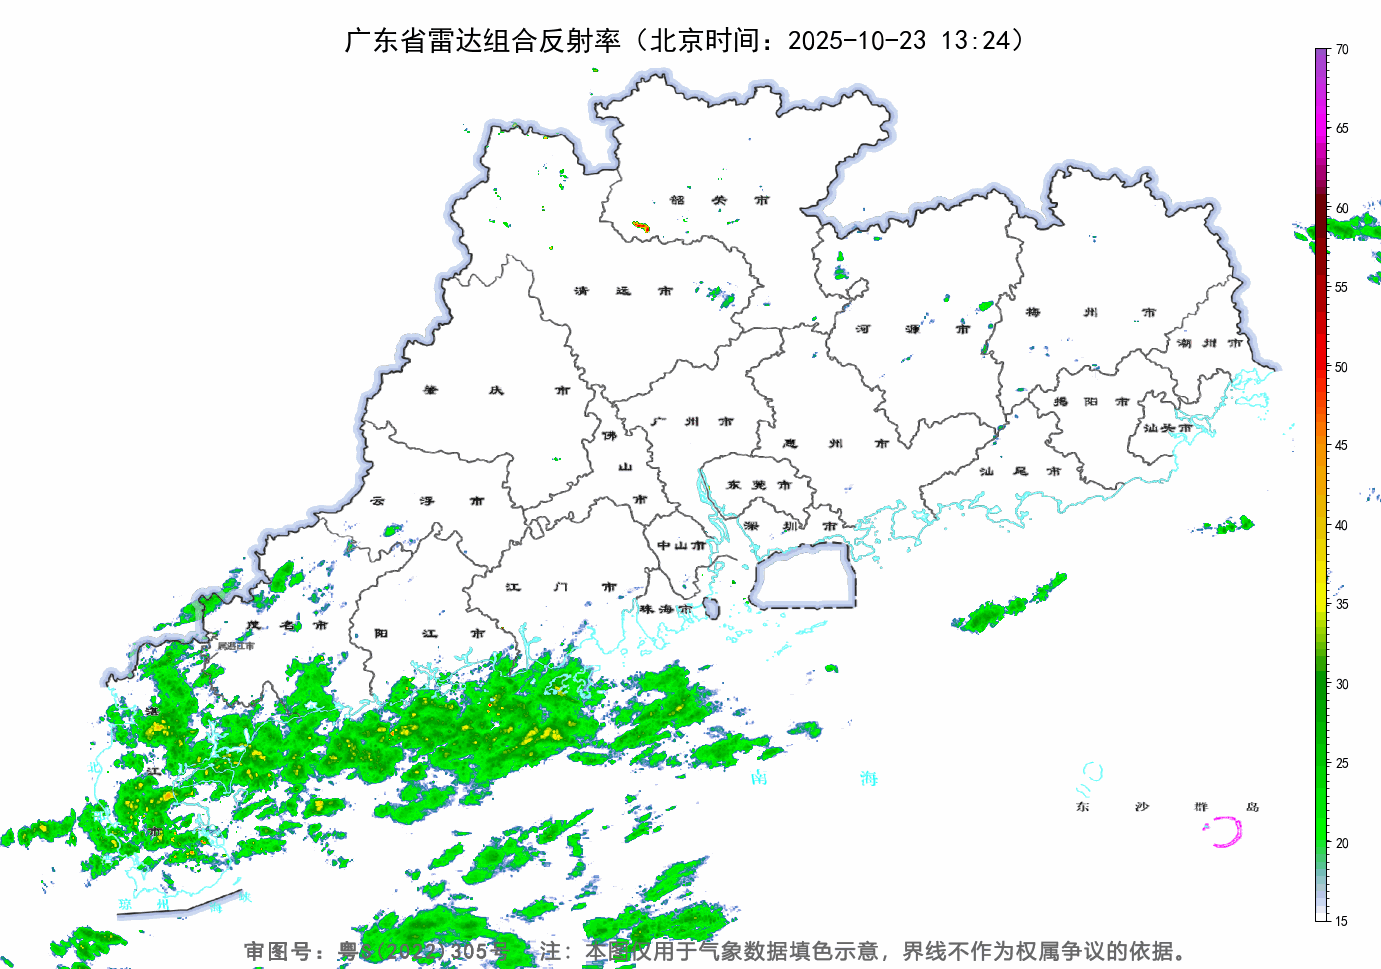 广东省雷达组合反射率（北京时间：2025-10-23 13:24）
70
65
60
55
50
45
40
35
30
25
20
15
韶关市
清远市
河源市
梅州市
潮州市
肇庆市
广州市
揭阳市
汕头市
佛山市
惠州市
汕尾市
云浮市
东莞市
深圳市
中山市
江门市
珠海市
茂名市
阳江市
属湛江市
湛江市
北
南海
东沙群岛
琼州海峡
审图号：粤S(2022)305号 注：本图仅用于气象数据填色示意，界线不作为权属争议的依据。